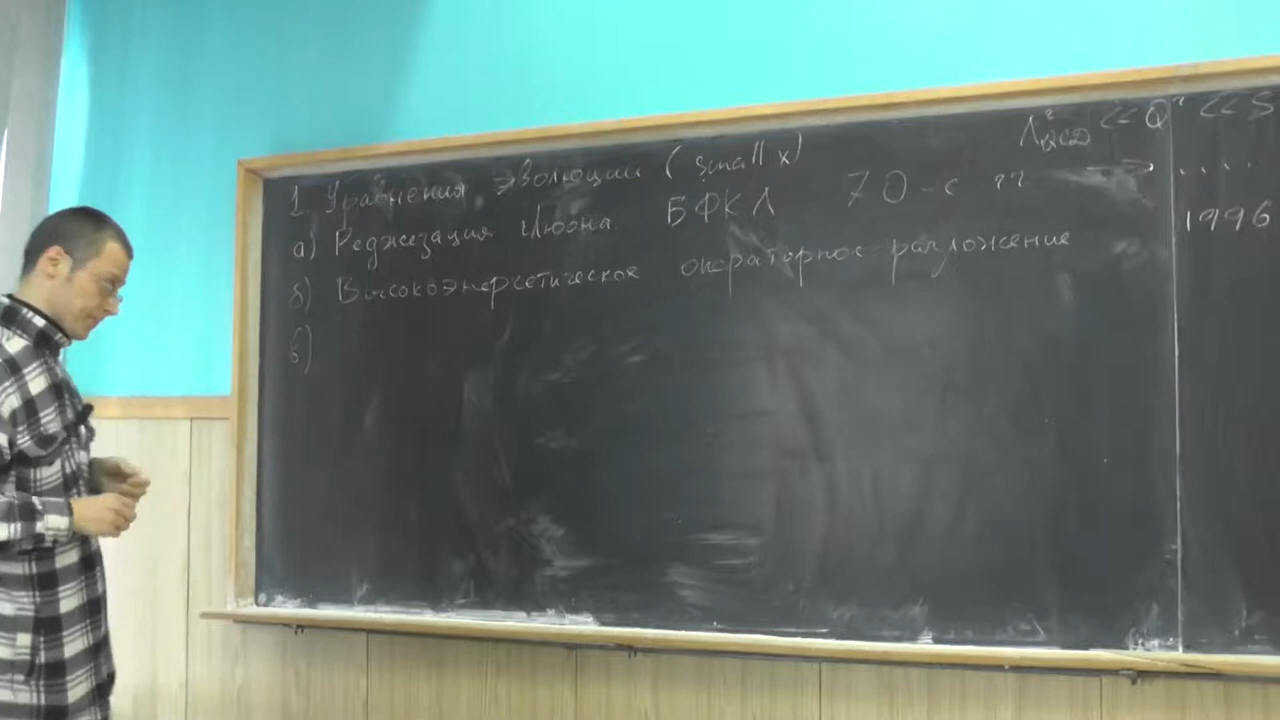 Λ²QCD << Q² << S
1. Уравнения эволюции (small x)
а) Реджезация глюона. БФКЛ 70-е гг → ....
б) Высокоэнергетическое операторное разложение 1996
в)